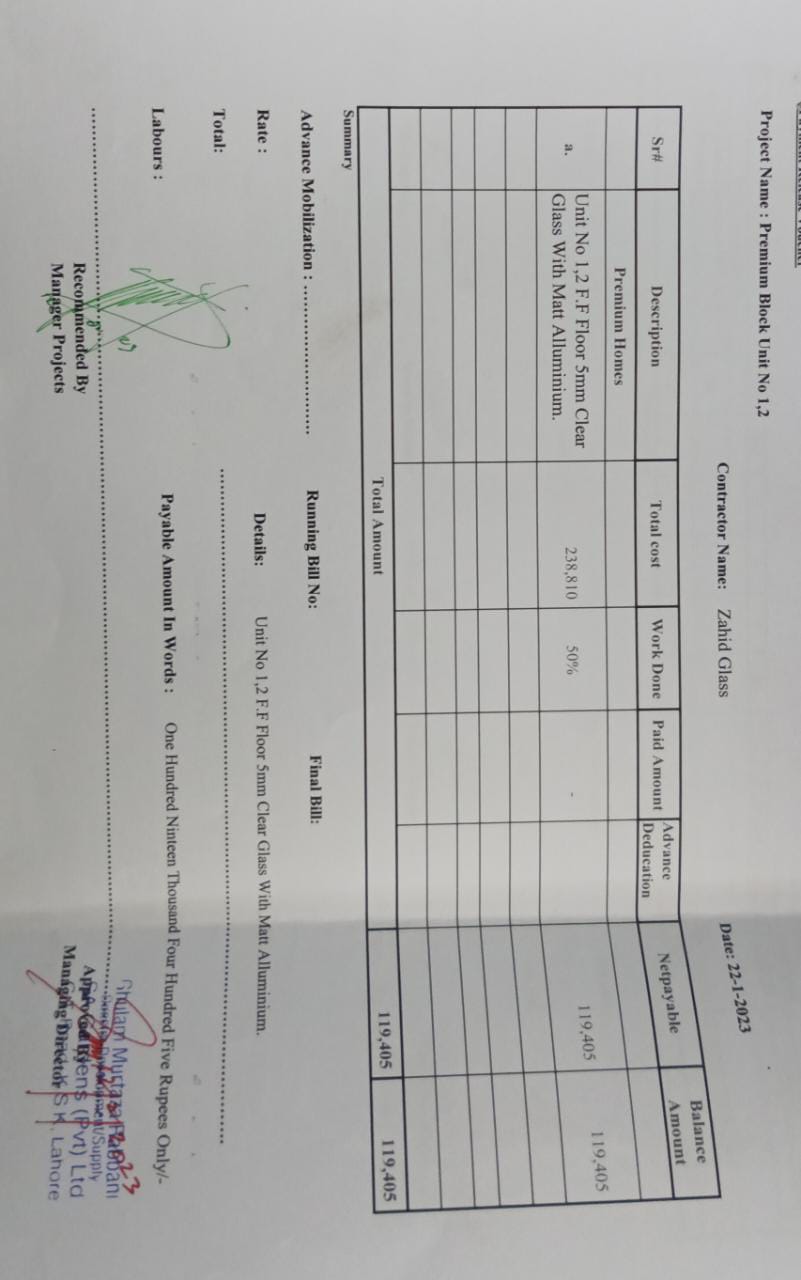 Project Name : Premium Block Unit No 1,2
Contractor Name: Zahid Glass
Date: 22-1-2023
Sr# Description Total cost Work Done Paid Amount Advance Deducation Netpayable Balance Amount
Premium Homes
a. Unit No 1,2 F.F Floor 5mm Clear Glass With Matt Alluminium. 238,810 50% - 119,405 119,405
Total Amount 119,405 119,405
Summary
Advance Mobilization : .......................... Running Bill No: Final Bill:
Rate : Details: Unit No 1,2 F.F Floor 5mm Clear Glass With Matt Alluminium.
Total:
Labours : Payable Amount In Words : One Hundred Ninteen Thousand Four Hundred Five Rupees Only/-
Recommended By
Manager Projects
Ghulam Mustafa Rabbani
Approved By
Managing Director
(Pvt) Ltd
S K. Lahore